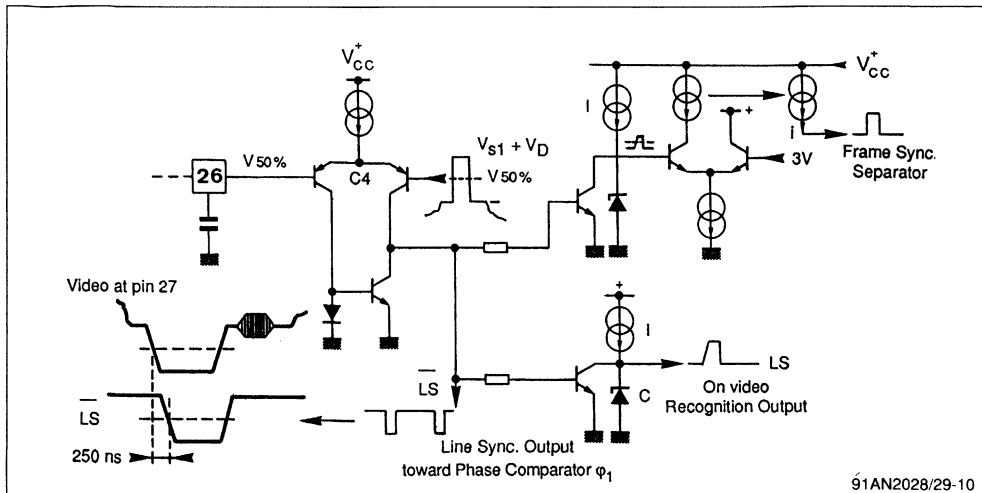 V+CC
V+CC
I
i
VS1 + VD
V 50%
V 50%
26
C4
3V
Frame Sync.
Separator
Video at pin 27
+
+
I
LS
LS
C
LS
On video
Recognition Output
250 ns
Line Sync. Output
toward Phase Comparator φ1
91AN2028/29-10